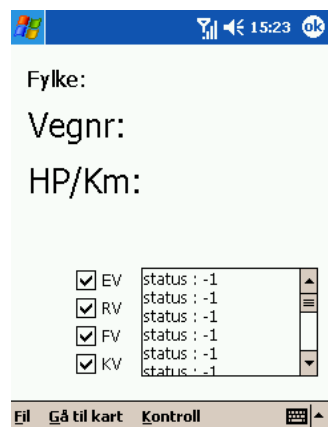 15:23 ok
Fylke:
Vegnr:
HP/Km:
EV
RV
FV
KV
status : -1
status : -1
status : -1
status : -1
status : -1
status : -1
Fil Gå til kart Kontroll